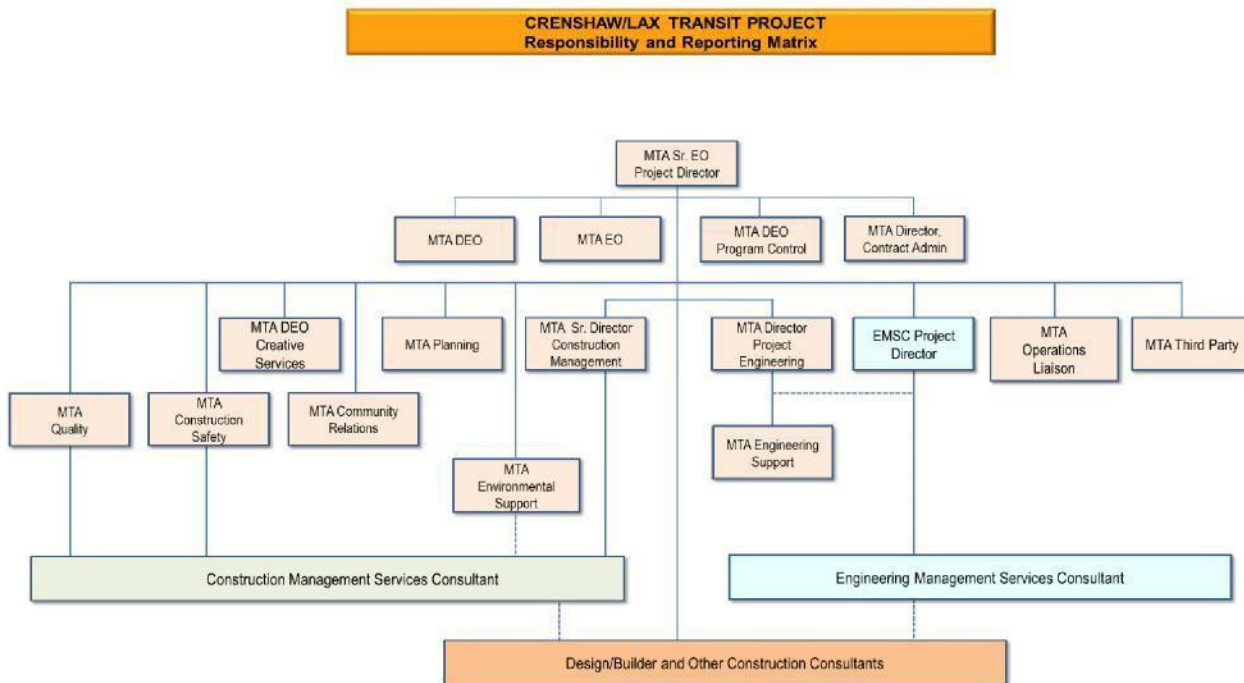 CRENSHAW/LAX TRANSIT PROJECT
Responsibility and Reporting Matrix
MTA Sr. EO
Project Director
MTA DEO
MTA EO
MTA DEO
Program Control
MTA Director,
Contract Admin
MTA DEO
Creative
Services
MTA Planning
MTA Sr. Director
Construction
Management
MTA Director
Project
Engineering
EMSC Project
Director
MTA
Operations
Liaison
MTA Third Party
MTA
Quality
MTA
Construction
Safety
MTA Community
Relations
MTA Engineering
Support
MTA
Environmental
Support
Construction Management Services Consultant
Engineering Management Services Consultant
Design/Builder and Other Construction Consultants